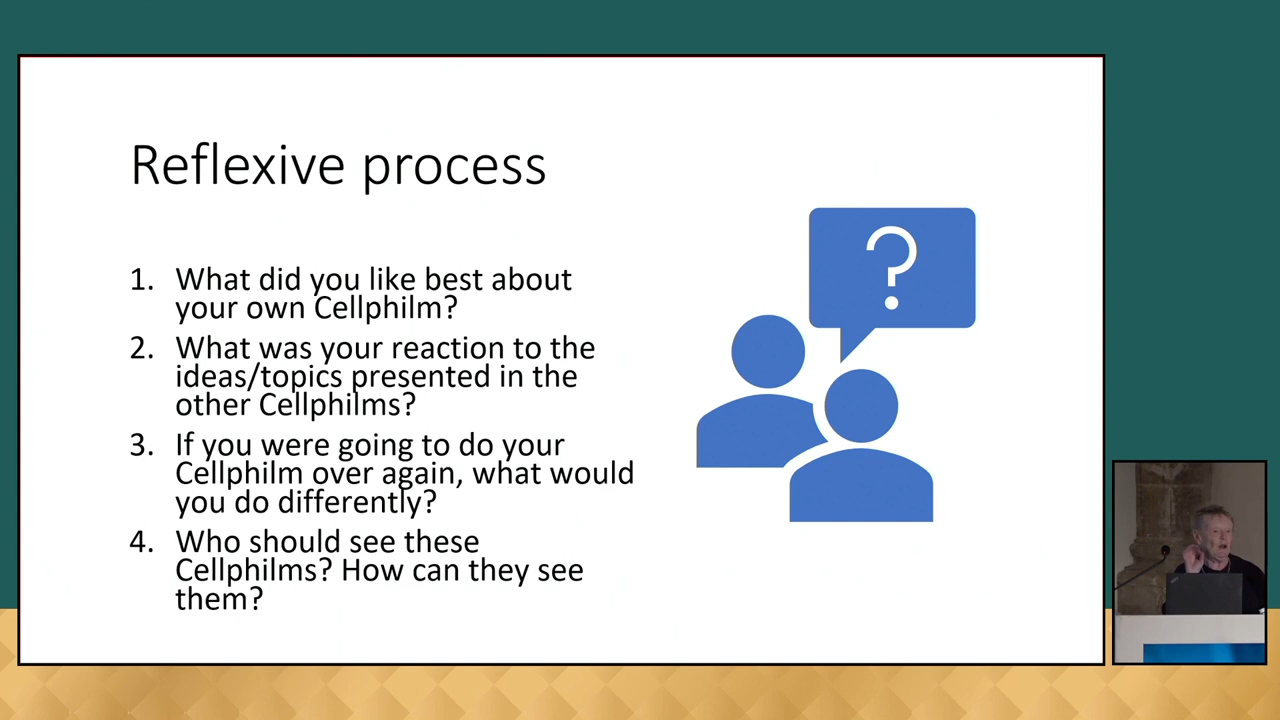 Reflexive process
1. What did you like best about
your own Cellphilm?
2. What was your reaction to the
ideas/topics presented in the
other Cellphilms?
3. If you were going to do your
Cellphilm over again, what would
you do differently?
4. Who should see these
Cellphilms? How can they see
them?
?